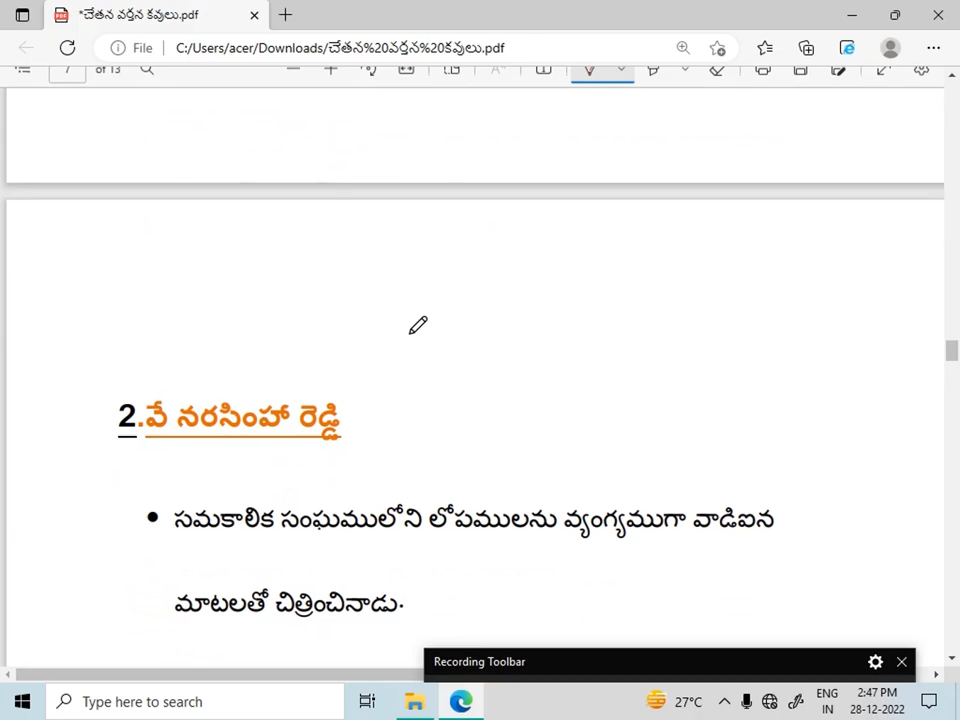 *చేతన వర్తన కవులు.pdf
File C:/Users/acer/Downloads/చేతన%20వర్తన%20కవులు.pdf
7 of 13
2.వే నరసింహా రెడ్డి
• సమకాలిక సంఘములోని లోపములను వ్యంగ్యముగా వాడిఐన
మాటలతో చిత్రించినాడు.
Recording Toolbar
Type here to search
27°C
ENG
IN
2:47 PM
28-12-2022